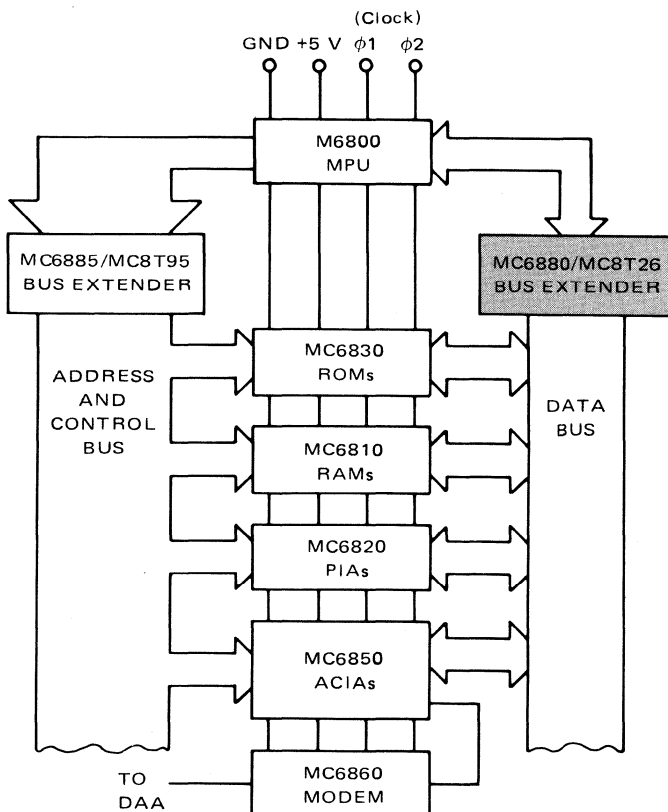 (Clock)
GND +5 V ϕ1 ϕ2
M6800
MPU
MC6885/MC8T95
BUS EXTENDER
MC6880/MC8T26
BUS EXTENDER
ADDRESS
AND
CONTROL
BUS
MC6830
ROMs
DATA
BUS
MC6810
RAMs
MC6820
PIAs
MC6850
ACIAs
TO
DAA
MC6860
MODEM